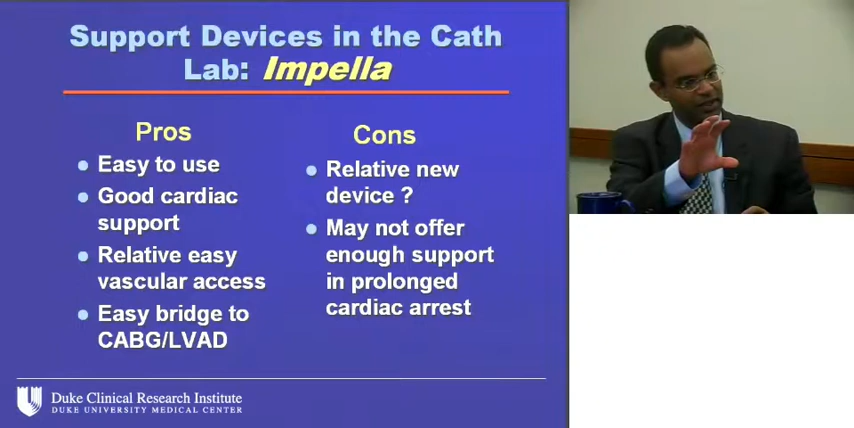 Support Devices in the Cath
Lab: Impella
Pros
Easy to use
Good cardiac
support
Relative easy
vascular access
Easy bridge to
CABG/LVAD
Cons
Relative new
device ?
May not offer
enough support
in prolonged
cardiac arrest
Duke Clinical Research Institute
DUKE UNIVERSITY MEDICAL CENTER